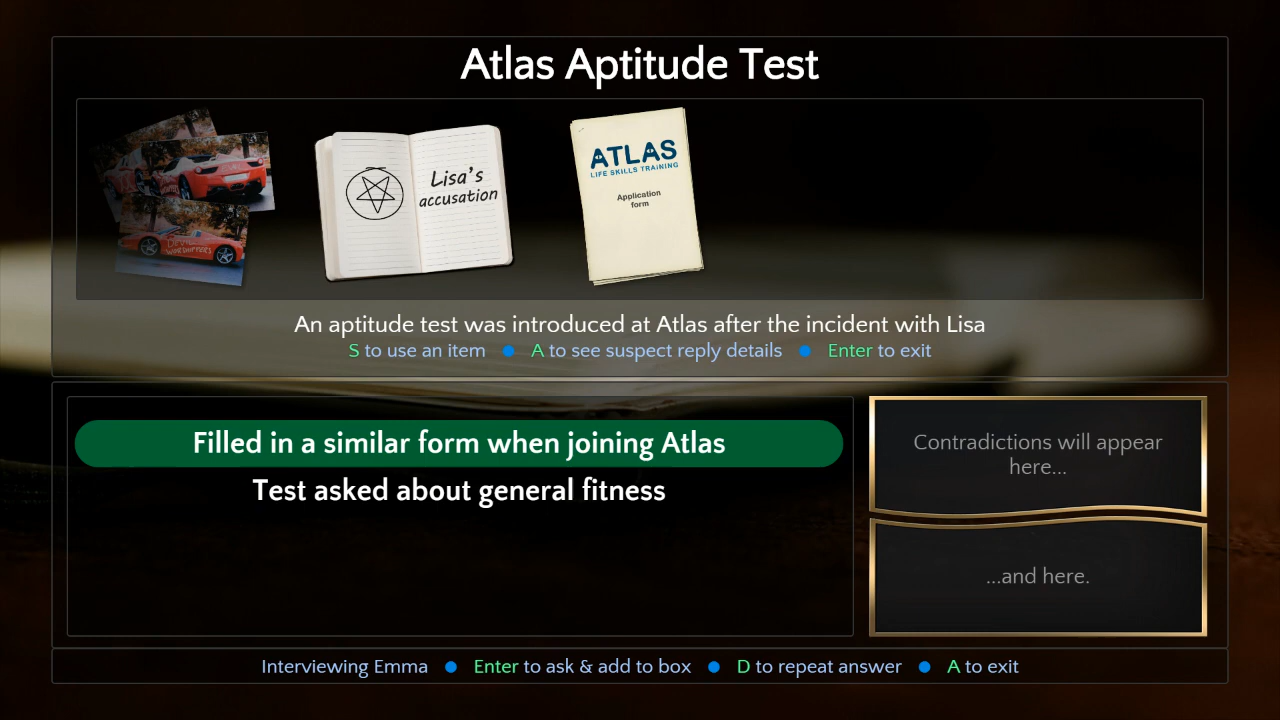 Atlas Aptitude Test
Lisa's
accusation
ATLAS
LIFE SKILLS TRAINING
Application
form
An aptitude test was introduced at Atlas after the incident with Lisa
S to use an item
A to see suspect reply details
Enter to exit
Filled in a similar form when joining Atlas
Test asked about general fitness
Contradictions will appear
here...
...and here.
Interviewing Emma
Enter to ask & add to box
D to repeat answer
A to exit